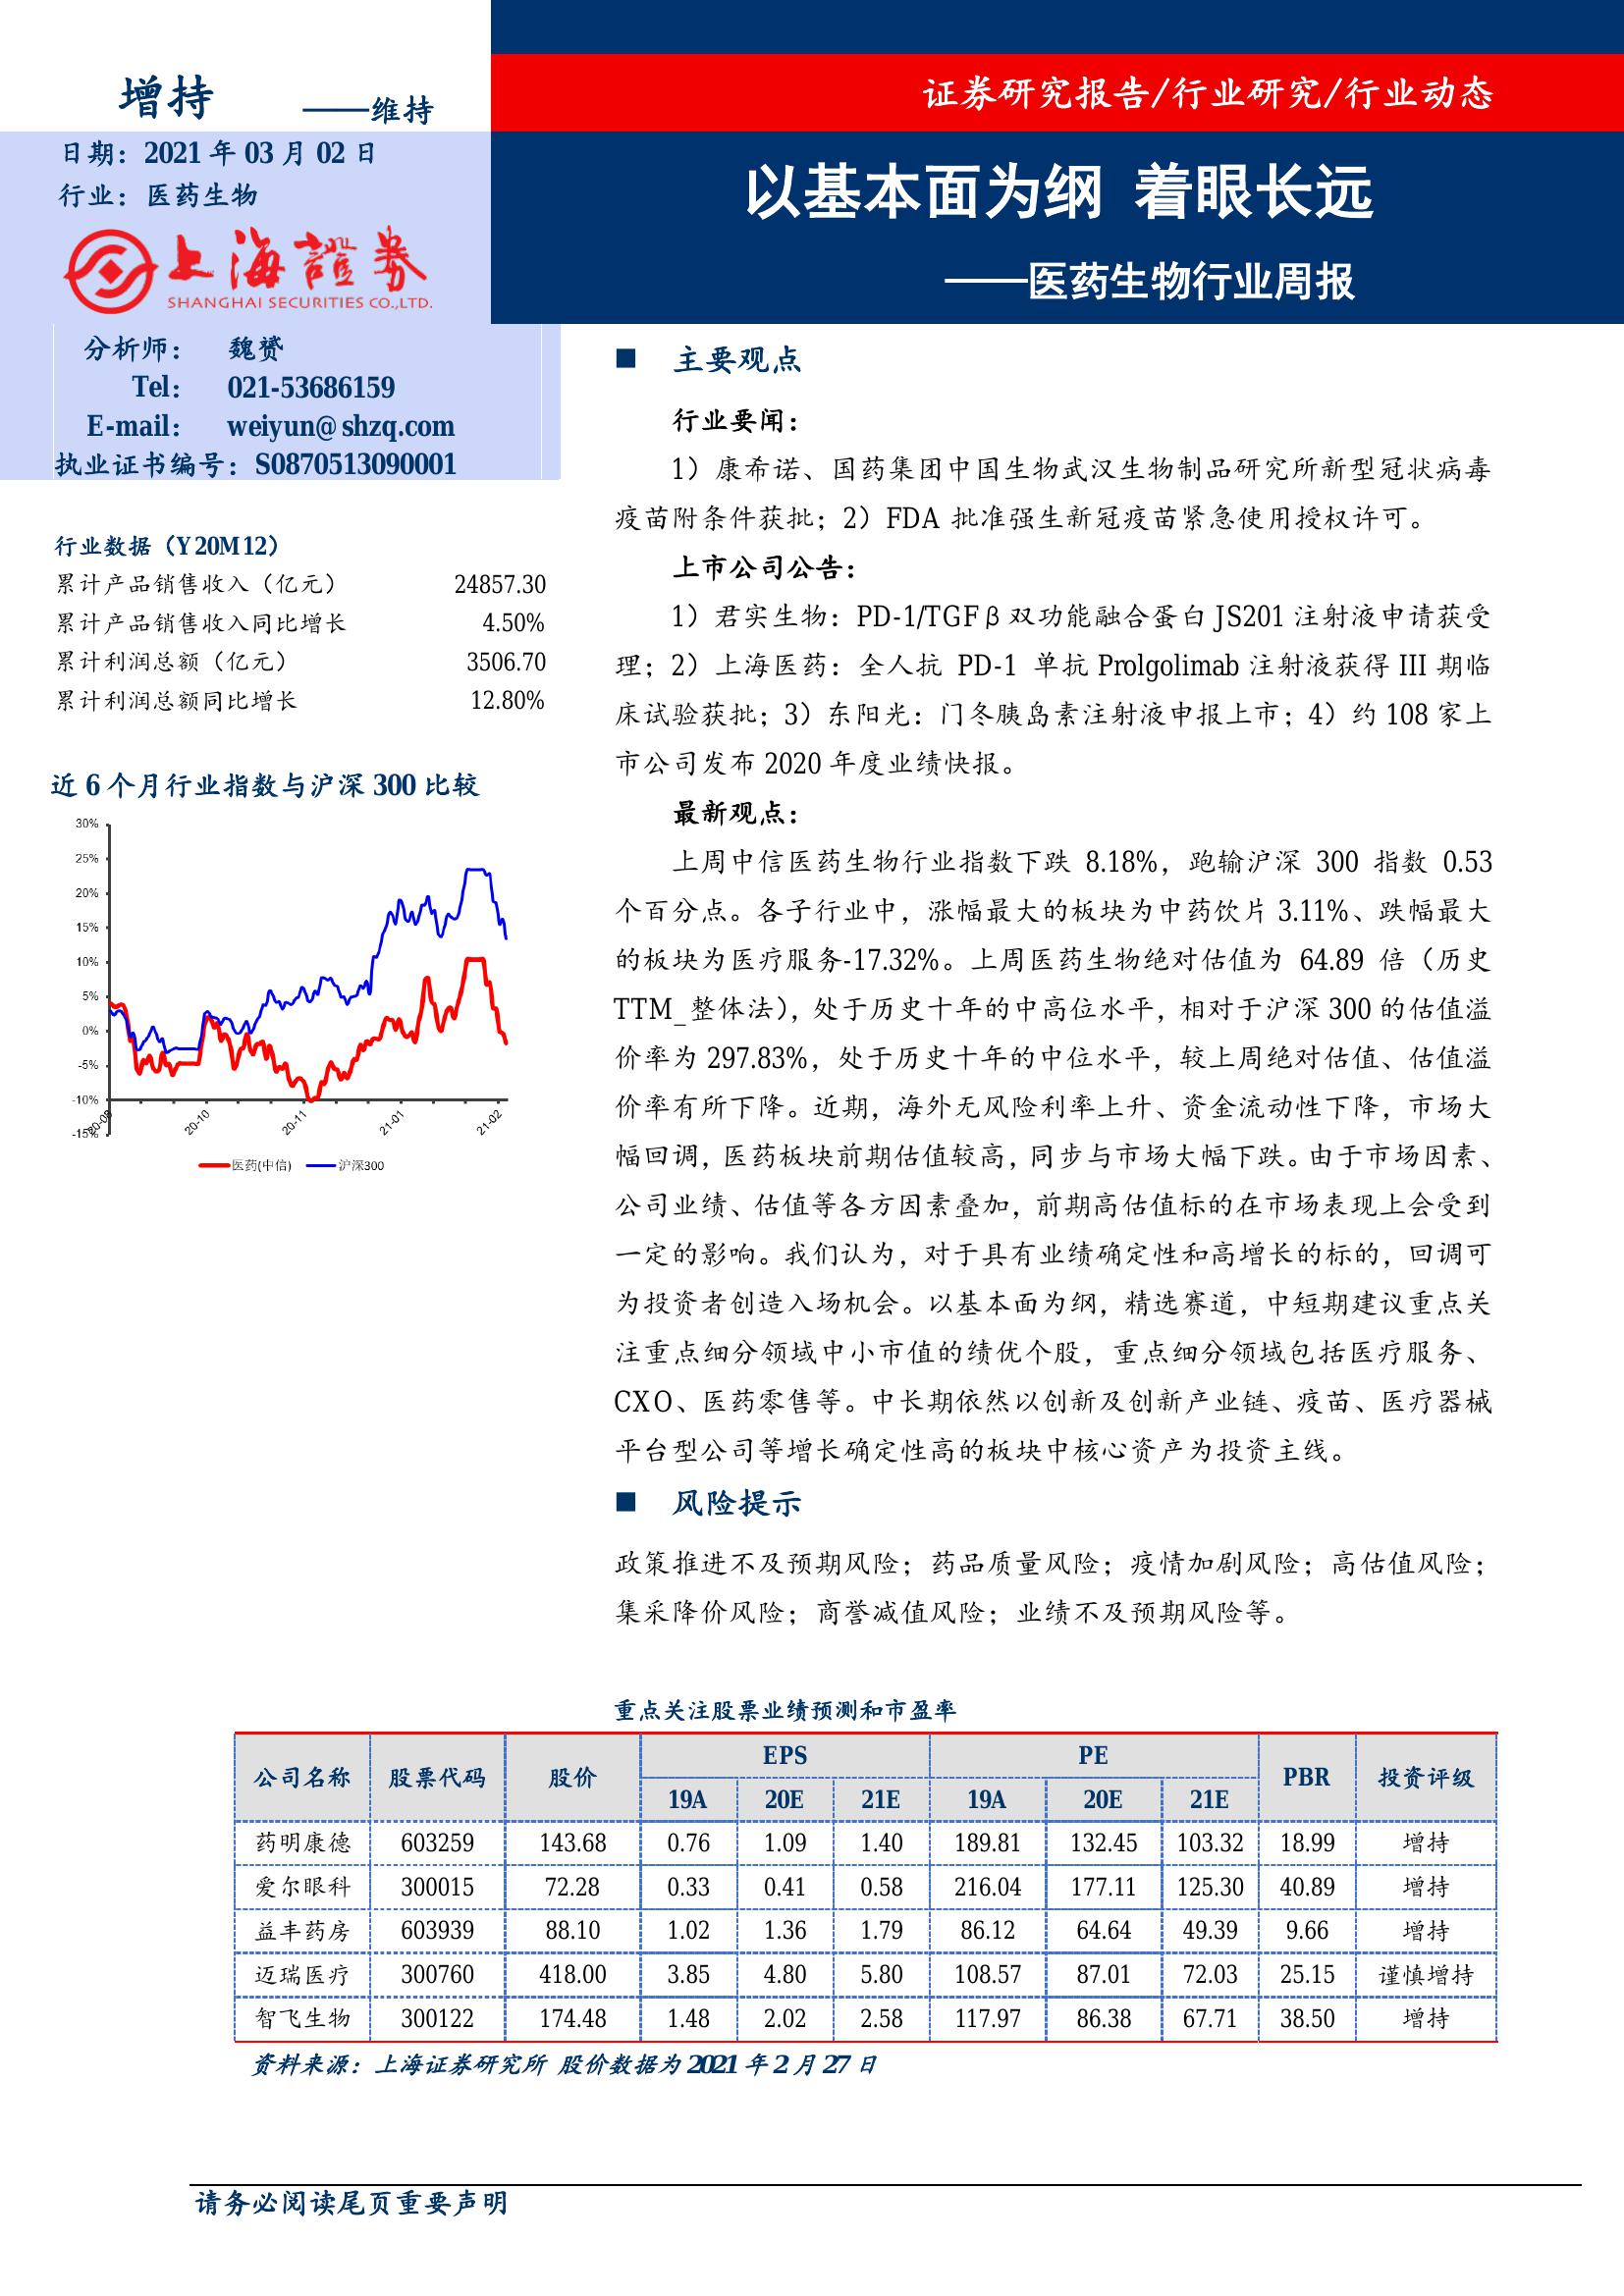 增持 ——维持
日期：2021 年 03 月 02 日
行业：医药生物
上海證券
SHANGHAI SECURITIES CO.,LTD.
分析师： 魏赟
Tel： 021-53686159
E-mail： weiyun@shzq.com
执业证书编号：S0870513090001
行业数据（Y20M12）
累计产品销售收入（亿元） 24857.30
累计产品销售收入同比增长 4.50%
累计利润总额（亿元） 3506.70
累计利润总额同比增长 12.80%
近 6 个月行业指数与沪深 300 比较
30%
25%
20%
15%
10%
5%
0%
-5%
-10%
-15%
20-09 20-10 20-11 21-01 21-02
医药(中信) 沪深300
证券研究报告/行业研究/行业动态
以基本面为纲 着眼长远
——医药生物行业周报
■ 主要观点
行业要闻：
1）康希诺、国药集团中国生物武汉生物制品研究所新型冠状病毒
疫苗附条件获批；2）FDA 批准强生新冠疫苗紧急使用授权许可。
上市公司公告：
1）君实生物：PD-1/TGFβ双功能融合蛋白 JS201 注射液申请获受
理；2）上海医药：全人抗 PD-1 单抗 Prolgolimab 注射液获得 III 期临
床试验获批；3）东阳光：门冬胰岛素注射液申报上市；4）约 108 家上
市公司发布 2020 年度业绩快报。
最新观点：
上周中信医药生物行业指数下跌 8.18%，跑输沪深 300 指数 0.53
个百分点。各子行业中，涨幅最大的板块为中药饮片 3.11%、跌幅最大
的板块为医疗服务-17.32%。上周医药生物绝对估值为 64.89 倍（历史
TTM_整体法），处于历史十年的中高位水平，相对于沪深 300 的估值溢
价率为 297.83%，处于历史十年的中位水平，较上周绝对估值、估值溢
价率有所下降。近期，海外无风险利率上升、资金流动性下降，市场大
幅回调，医药板块前期估值较高，同步与市场大幅下跌。由于市场因素、
公司业绩、估值等各方因素叠加，前期高估值标的在市场表现上会受到
一定的影响。我们认为，对于具有业绩确定性和高增长的标的，回调可
为投资者创造入场机会。以基本面为纲，精选赛道，中短期建议重点关
注重点细分领域中小市值的绩优个股，重点细分领域包括医疗服务、
CXO、医药零售等。中长期依然以创新及创新产业链、疫苗、医疗器械
平台型公司等增长确定性高的板块中核心资产为投资主线。
■ 风险提示
政策推进不及预期风险；药品质量风险；疫情加剧风险；高估值风险；
集采降价风险；商誉减值风险；业绩不及预期风险等。
重点关注股票业绩预测和市盈率
公司名称 股票代码 股价 EPS PE PBR 投资评级
19A 20E 21E 19A 20E 21E
药明康德 603259 143.68 0.76 1.09 1.40 189.81 132.45 103.32 18.99 增持
爱尔眼科 300015 72.28 0.33 0.41 0.58 216.04 177.11 125.30 40.89 增持
益丰药房 603939 88.10 1.02 1.36 1.79 86.12 64.64 49.39 9.66 增持
迈瑞医疗 300760 418.00 3.85 4.80 5.80 108.57 87.01 72.03 25.15 谨慎增持
智飞生物 300122 174.48 1.48 2.02 2.58 117.97 86.38 67.71 38.50 增持
资料来源：上海证券研究所 股价数据为2021 年 2 月 27 日
请务必阅读尾页重要声明